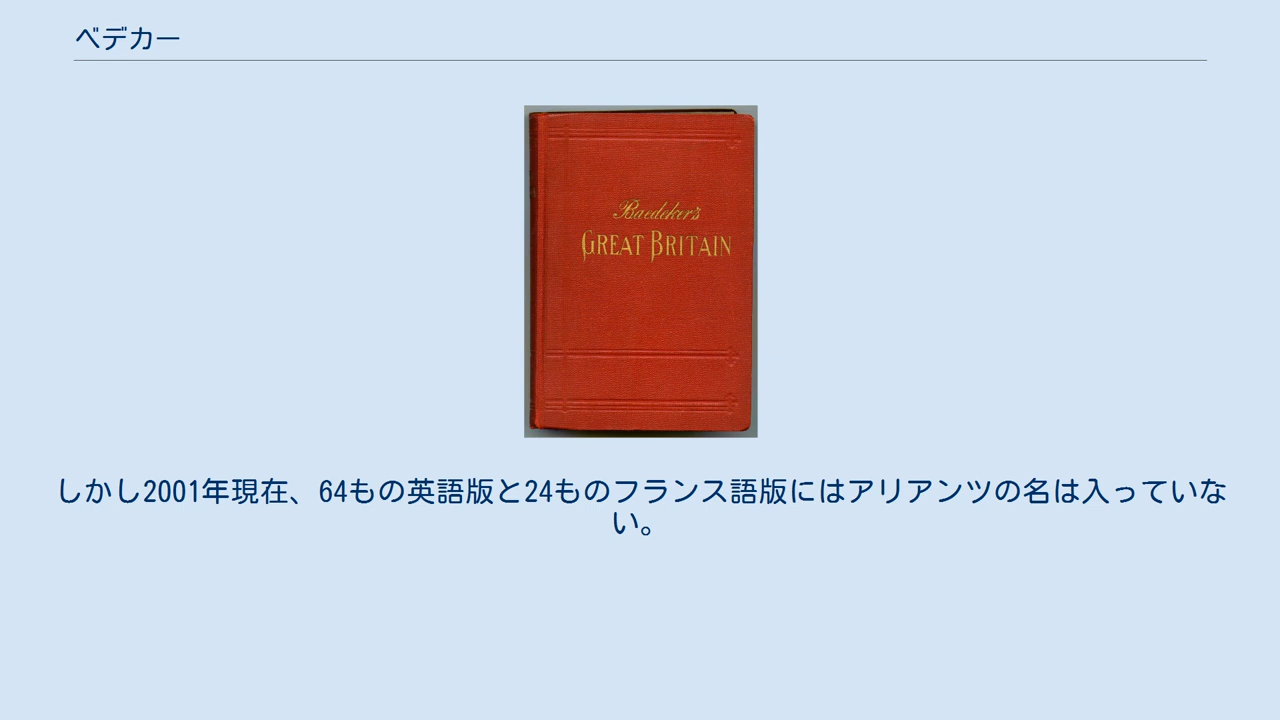 ベデカー
Baedeker's
GREAT BRITAIN
しかし2001年現在、64もの英語版と24ものフランス語版にはアリアンツの名は入っていな
い。